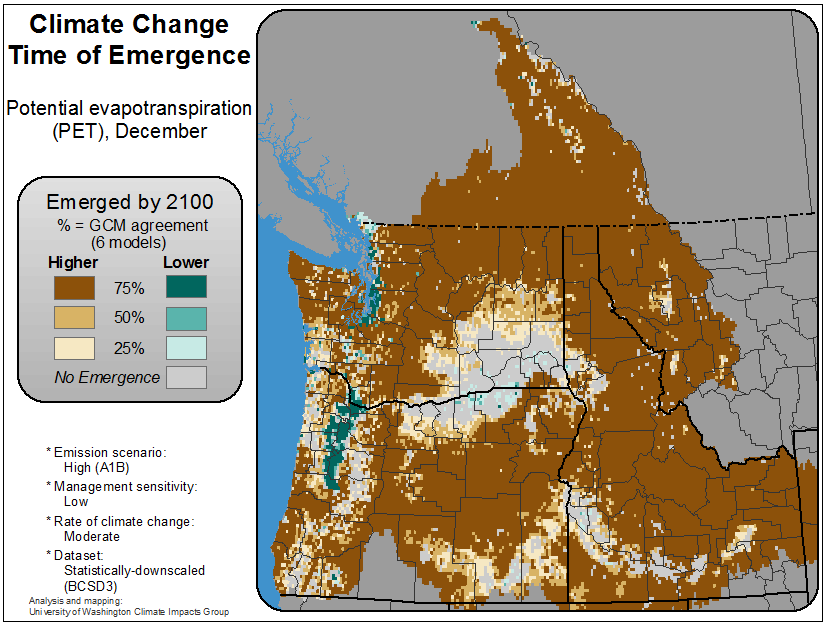 Climate Change
Time of Emergence
Potential evapotranspiration
(PET), December
Emerged by 2100
% = GCM agreement
(6 models)
Higher Lower
75%
50%
25%
No Emergence
* Emission scenario:
High (A1B)
* Management sensitivity:
Low
* Rate of climate change:
Moderate
* Dataset:
Statistically-downscaled
(BCSD3)
Analysis and mapping:
University of Washington Climate Impacts Group